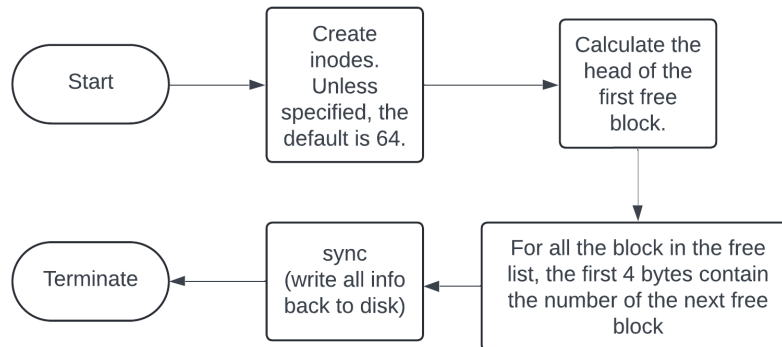 Start
Create
inodes.
Unless
specified, the
default is 64.
Calculate the
head of the
first free
block.
For all the block in the free
list, the first 4 bytes contain
the number of the next free
block
sync
(write all info
back to disk)
Terminate